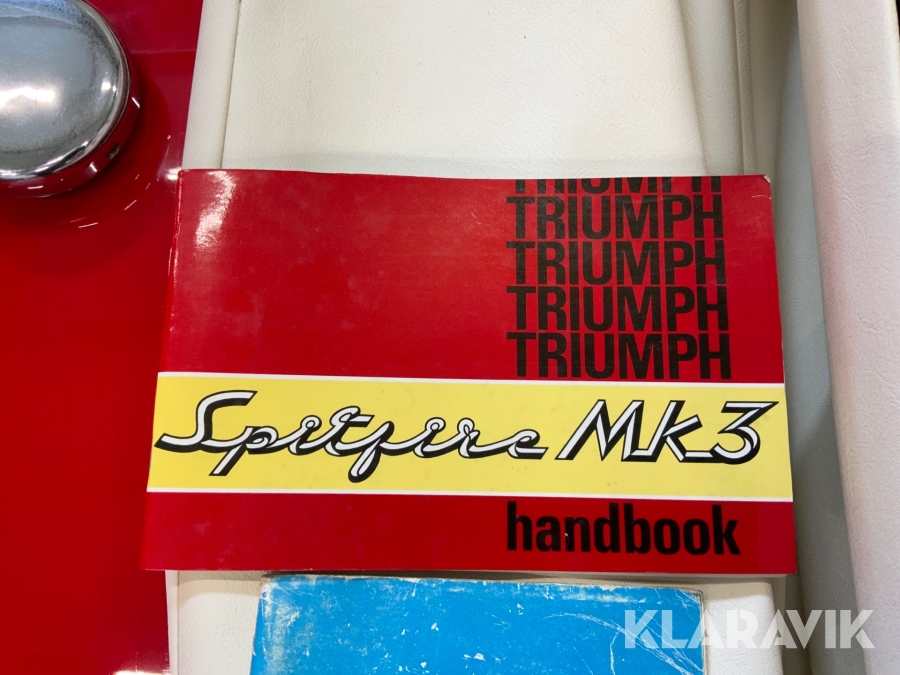 TRIUMPH
TRIUMPH
TRIUMPH
TRIUMPH
TRIUMPH
Spitfire Mk3
handbook
KLARAVIK